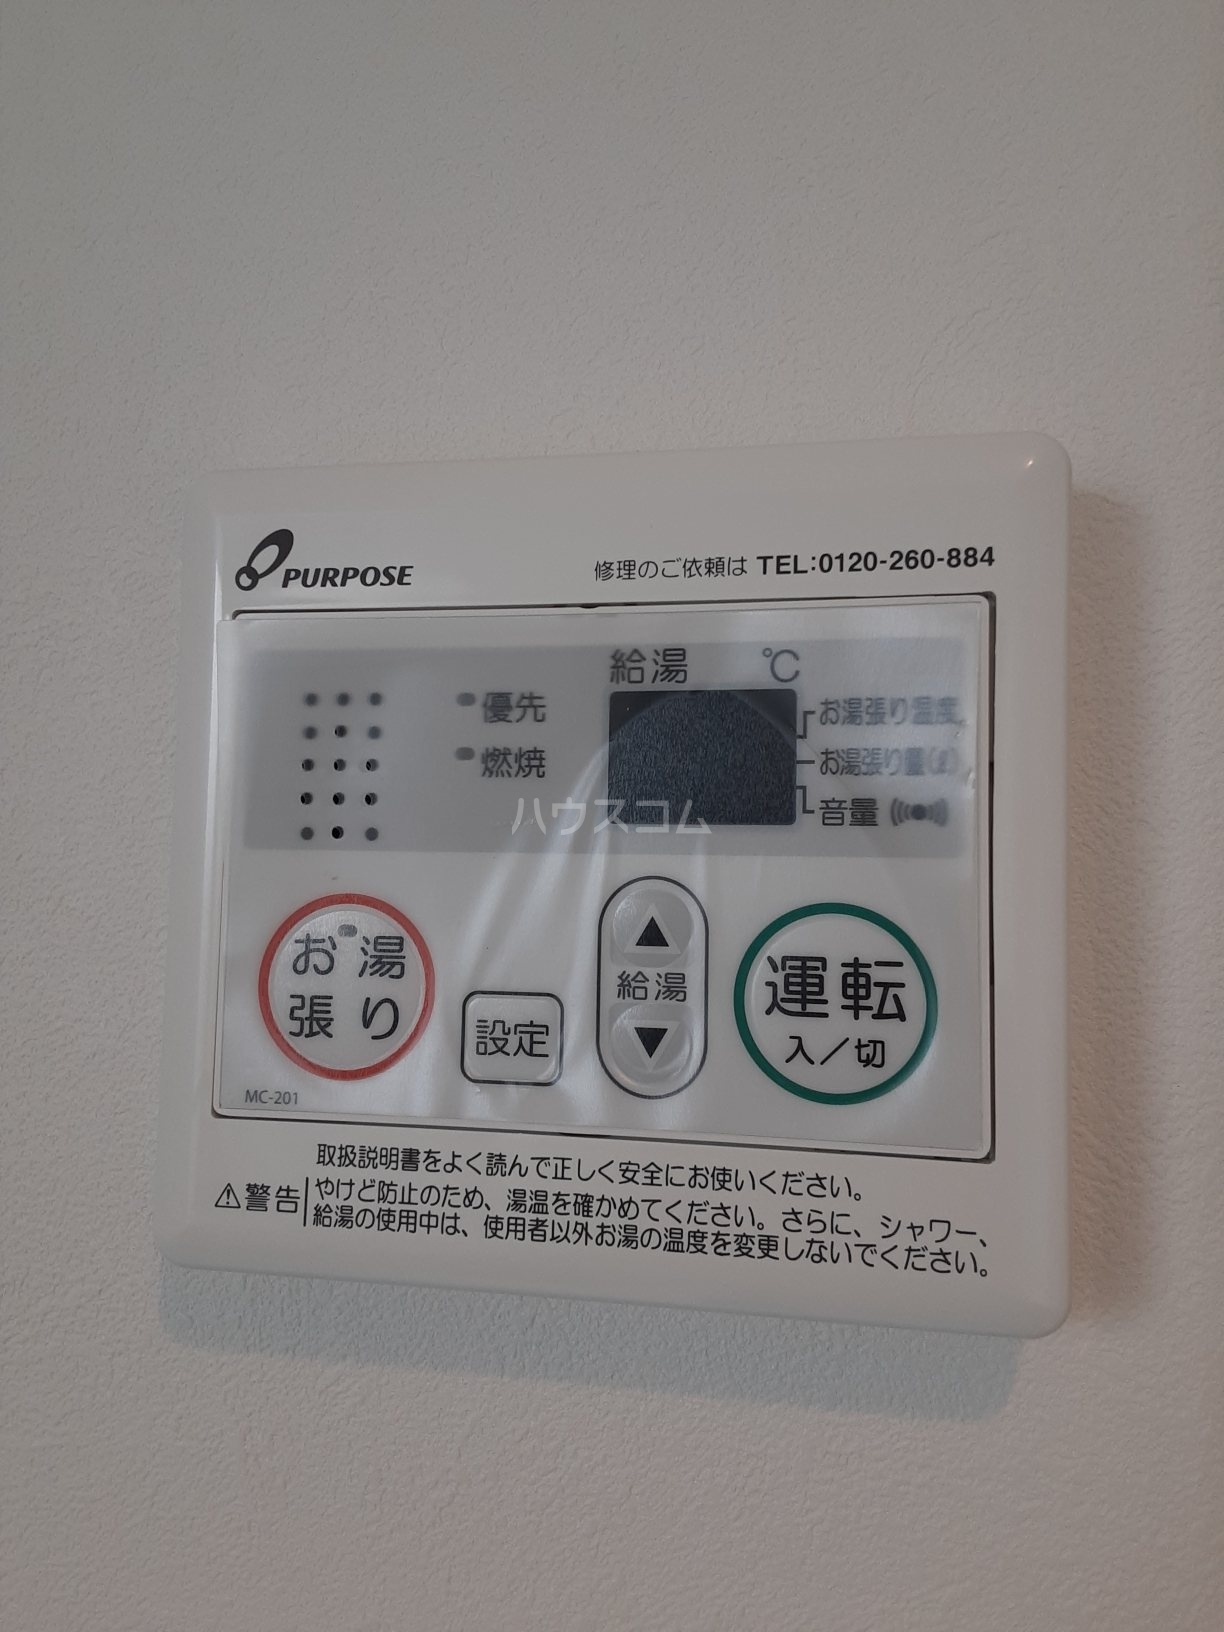 PURPOSE
修理のご依頼は TEL:0120-260-884
給湯 ℃
優先
燃焼
お湯張り温度
お湯張り量(ℓ)
音量
ハウスコム
お湯張り
設定
▲
給湯
▼
運転
入/切
MC-201
取扱説明書をよく読んで正しく安全にお使いください。
⚠警告
やけど防止のため、湯温を確かめてください。さらに、シャワー、
給湯の使用中は、使用者以外お湯の温度を変更しないでください。